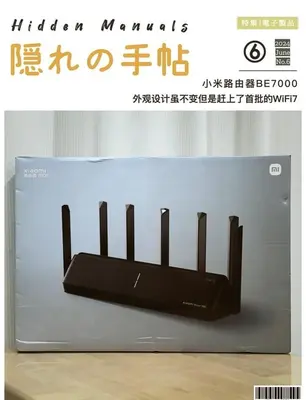 Hidden Manuals
特集|電子製品
隠れの手帖
⑥
2024
June
No.6
小米路由器BE7000
外观设计虽不变但是赶上了首批的WiFi7
xiaomi